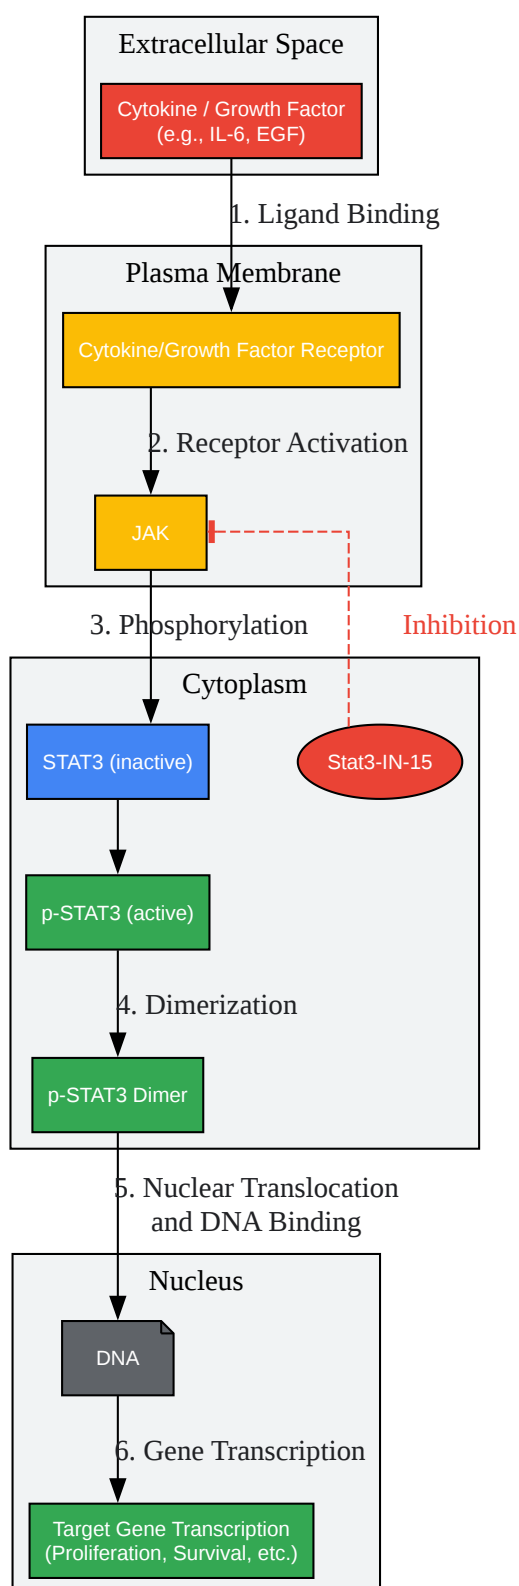 Extracellular Space
Cytokine / Growth Factor
(e.g., IL-6, EGF)
1. Ligand Binding
Plasma Membrane
Cytokine/Growth Factor Receptor
2. Receptor Activation
JAK
3. Phosphorylation
Inhibition
Cytoplasm
STAT3 (inactive)
Stat3-IN-15
p-STAT3 (active)
4. Dimerization
p-STAT3 Dimer
5. Nuclear Translocation
and DNA Binding
Nucleus
DNA
6. Gene Transcription
Target Gene Transcription
(Proliferation, Survival, etc.)